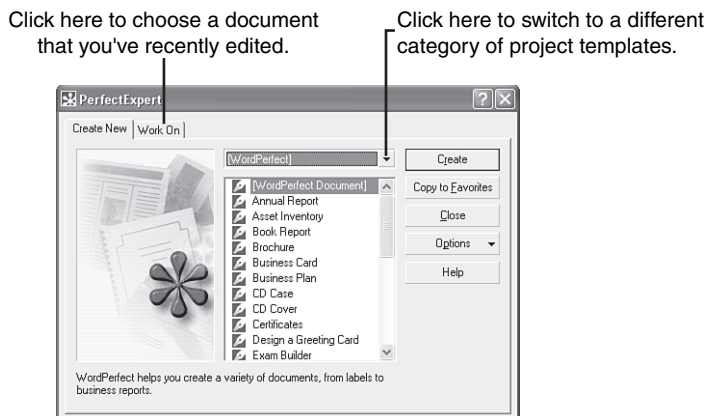 Click here to choose a document
that you've recently edited.
Click here to switch to a different
category of project templates.
PerfectExpert
Create New
Work On
[WordPerfect]
[WordPerfect Document]
Annual Report
Asset Inventory
Book Report
Brochure
Business Card
Business Plan
CD Case
CD Cover
Certificates
Design a Greeting Card
Exam Builder
Create
Copy to Favorites
Close
Options
Help
WordPerfect helps you create a variety of documents, from labels to
business reports.